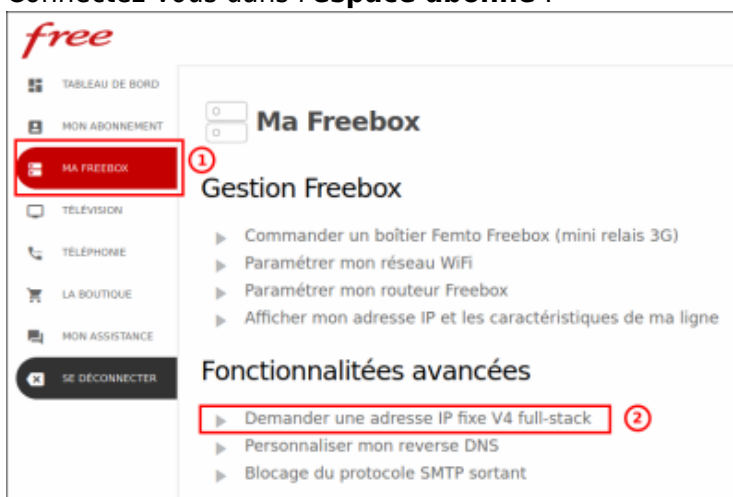 Connectez-vous dans l'espace abonné :
free
TABLEAU DE BORD
MON ABONNEMENT
MA FREEBOX
1
TÉLÉVISION
TÉLÉPHONIE
LA BOUTIQUE
MON ASSISTANCE
SE DÉCONNECTER
Ma Freebox
Gestion Freebox
Commander un boîtier Femto Freebox (mini relais 3G)
Paramétrer mon réseau WiFi
Paramétrer mon routeur Freebox
Afficher mon adresse IP et les caractéristiques de ma ligne
Fonctionnalitées avancées
Demander une adresse IP fixe V4 full-stack
2
Personnaliser mon reverse DNS
Blocage du protocole SMTP sortant